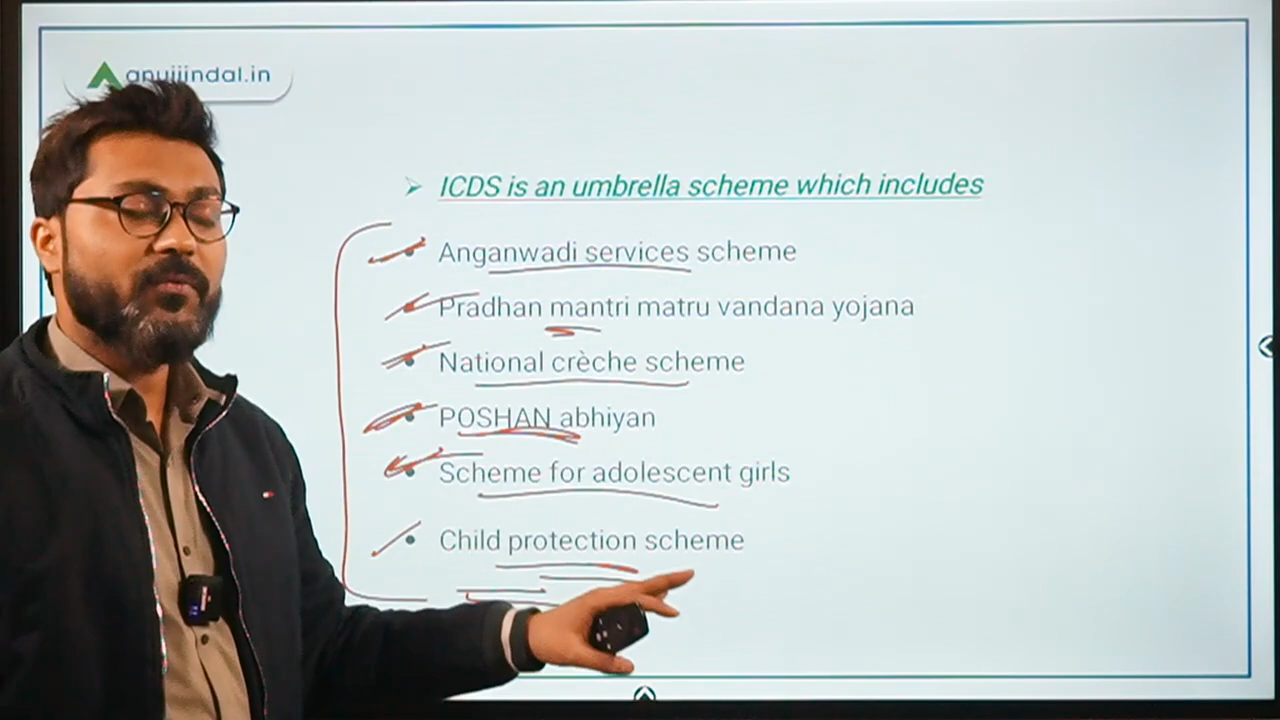 anujjindal.in
➢ ICDS is an umbrella scheme which includes
• Anganwadi services scheme
• Pradhan mantri matru vandana yojana
• National crèche scheme
• POSHAN abhiyan
• Scheme for adolescent girls
• Child protection scheme